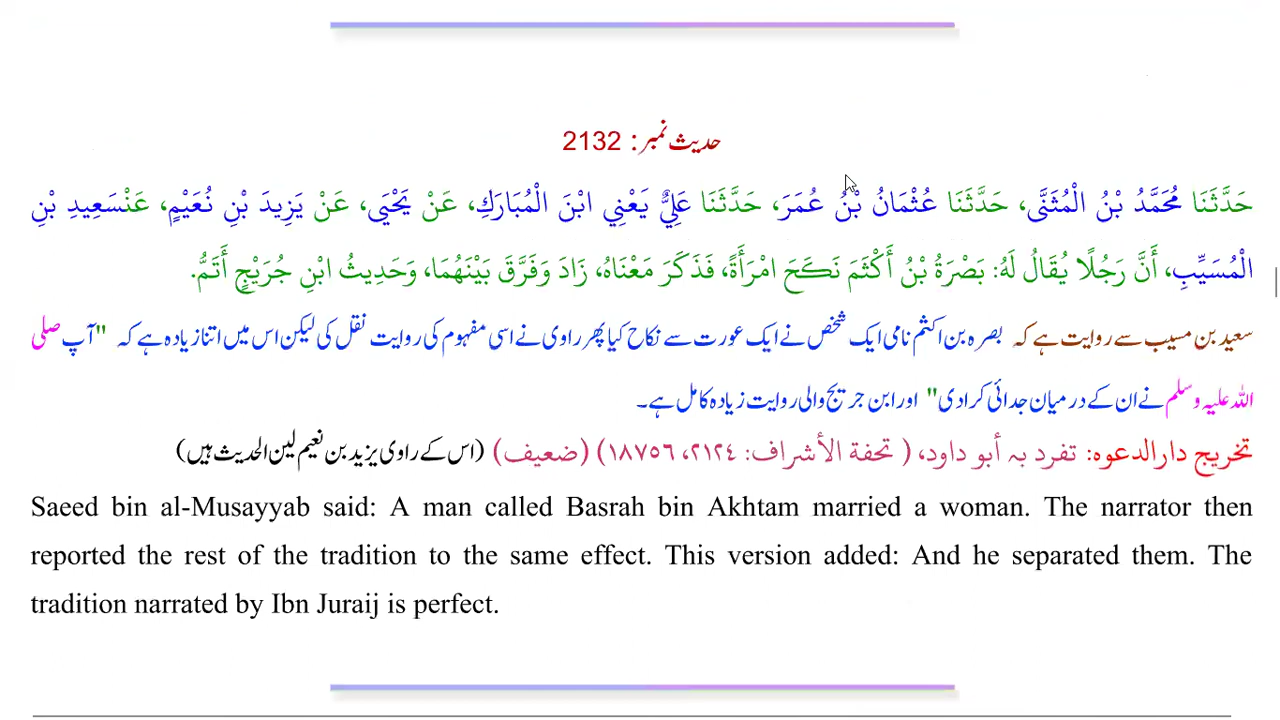 حدیث نمبر: 2132
حَدَّثَنَا مُحَمَّدُ بْنُ الْمُثَنَّى، حَدَّثَنَا عُثْمَانُ بْنُ عُمَرَ، حَدَّثَنَا عَلِيٌّ يَعْنِي ابْنَ الْمُبَارَكِ، عَنْ يَحْيَى، عَنْ يَزِيدَ بْنِ نُعَيْمٍ، عَنْسَعِيدِ بْنِ
الْمُسَيِّبِ، أَنَّ رَجُلًا يُقَالُ لَهُ: بَصْرَةُ بْنُ أَكْثَمَ نَكَحَ امْرَأَةً، فَذَكَرَ مَعْنَاهُ، زَادَ وَفَرَّقَ بَيْنَهُمَا، وَحَدِيثُ ابْنِ جُرَيْجٍ أَتَمُّ.
سعید بن مسیب سے روایت ہے کہ بصرہ بن اکثم نامی ایک شخص نے ایک عورت سے نکاح کیا پھر راوی نے اسی مفہوم کی روایت نقل کی لیکن اس میں اتنا زیادہ ہے کہ "آپ صلی
اللہ علیہ وسلم نے ان کے درمیان جدائی کرا دی" اور ابن جریج والی روایت زیادہ کامل ہے۔
تخریج دارالدعوہ: تفرد بہ أبو داود، ( تحفة الأشراف: ٢١٢٤، ١٨٧٥٦) (ضعیف) (اس کے راوی یزید بن نعیم لین الحدیث ہیں)
Saeed bin al-Musayyab said: A man called Basrah bin Akhtam married a woman. The narrator then
reported the rest of the tradition to the same effect. This version added: And he separated them. The
tradition narrated by Ibn Juraij is perfect.